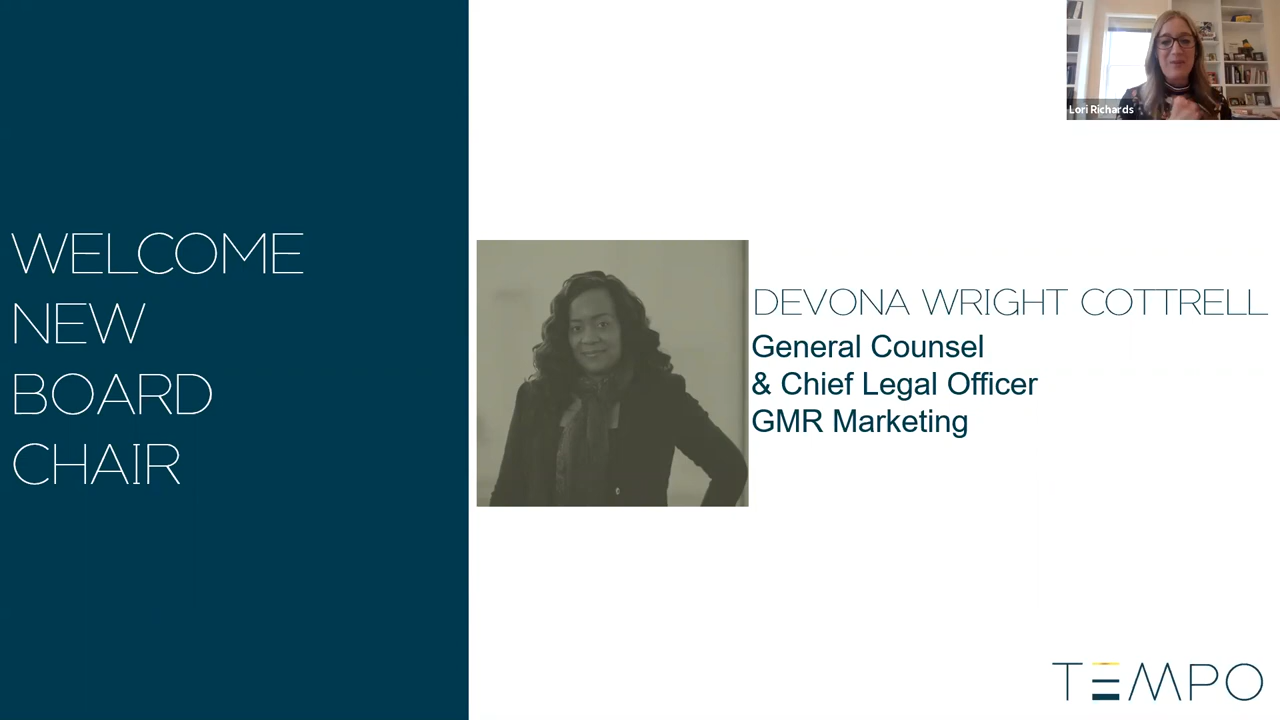 Lori Richards
WELCOME
NEW
BOARD
CHAIR
DEVONA WRIGHT COTTRELL
General Counsel
& Chief Legal Officer
GMR Marketing
TEMPO